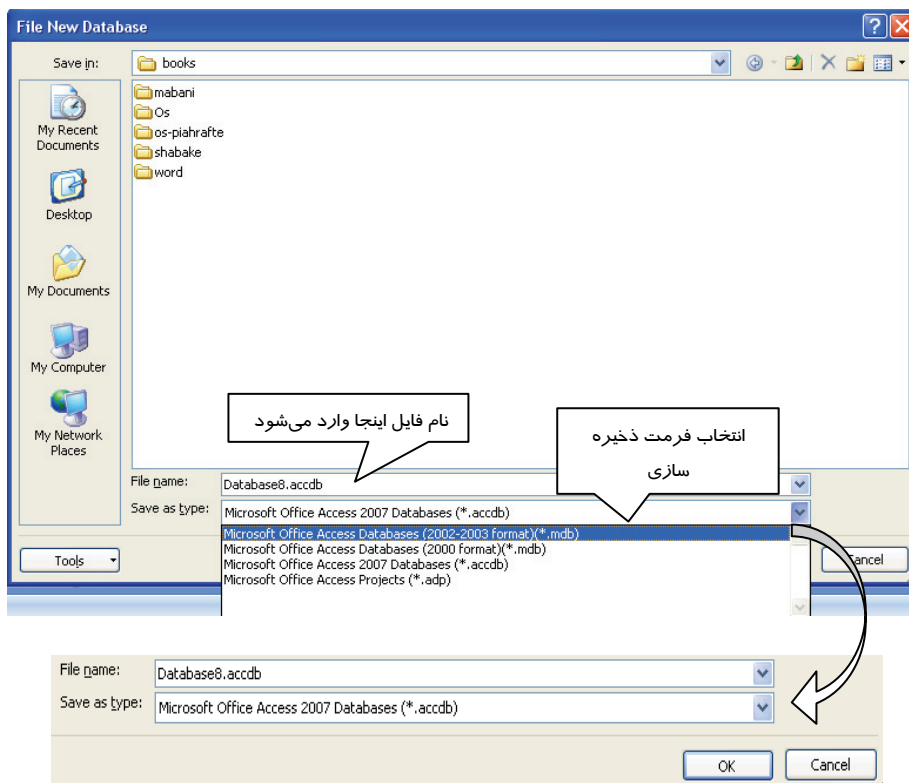 File New Database
Save in:
books
mabani
Os
os-piahrafte
shabake
word
My Recent
Documents
Desktop
My Documents
My Computer
My Network
Places
نام فایل اینجا وارد می‌شود
انتخاب فرمت ذخیره
سازی
File name:
Database8.accdb
Save as type:
Microsoft Office Access 2007 Databases (*.accdb)
Microsoft Office Access Databases (2002-2003 format)(*.mdb)
Microsoft Office Access Databases (2000 format)(*.mdb)
Microsoft Office Access 2007 Databases (*.accdb)
Microsoft Office Access Projects (*.adp)
Tools
Cancel
File name:
Database8.accdb
Save as type:
Microsoft Office Access 2007 Databases (*.accdb)
OK
Cancel